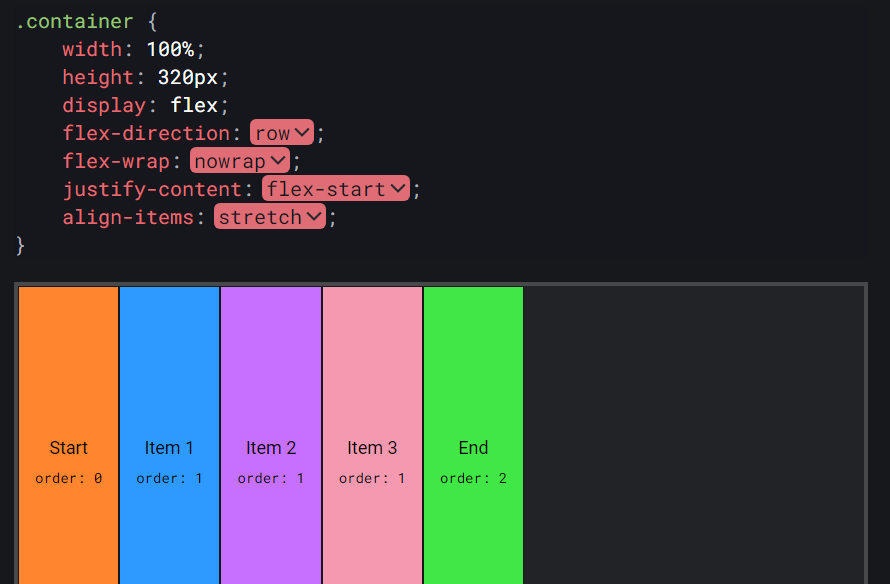 .container {
width: 100%;
height: 320px;
display: flex;
flex-direction: row;
flex-wrap: nowrap;
justify-content: flex-start;
align-items: stretch;
}
Start Item 1 Item 2 Item 3 End
order: 0 order: 1 order: 1 order: 1 order: 2